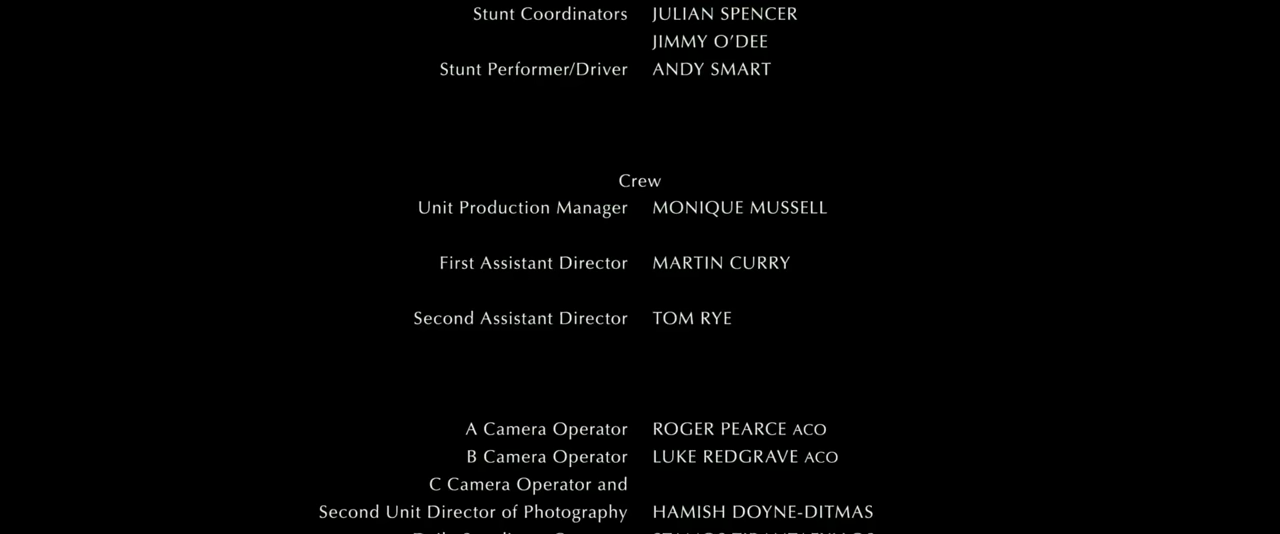 Stunt Coordinators JULIAN SPENCER
JIMMY O’DEE
Stunt Performer/Driver ANDY SMART
Crew
Unit Production Manager MONIQUE MUSSELL
First Assistant Director MARTIN CURRY
Second Assistant Director TOM RYE
A Camera Operator ROGER PEARCE ACO
B Camera Operator LUKE REDGRAVE ACO
C Camera Operator and
Second Unit Director of Photography HAMISH DOYNE-DITMAS